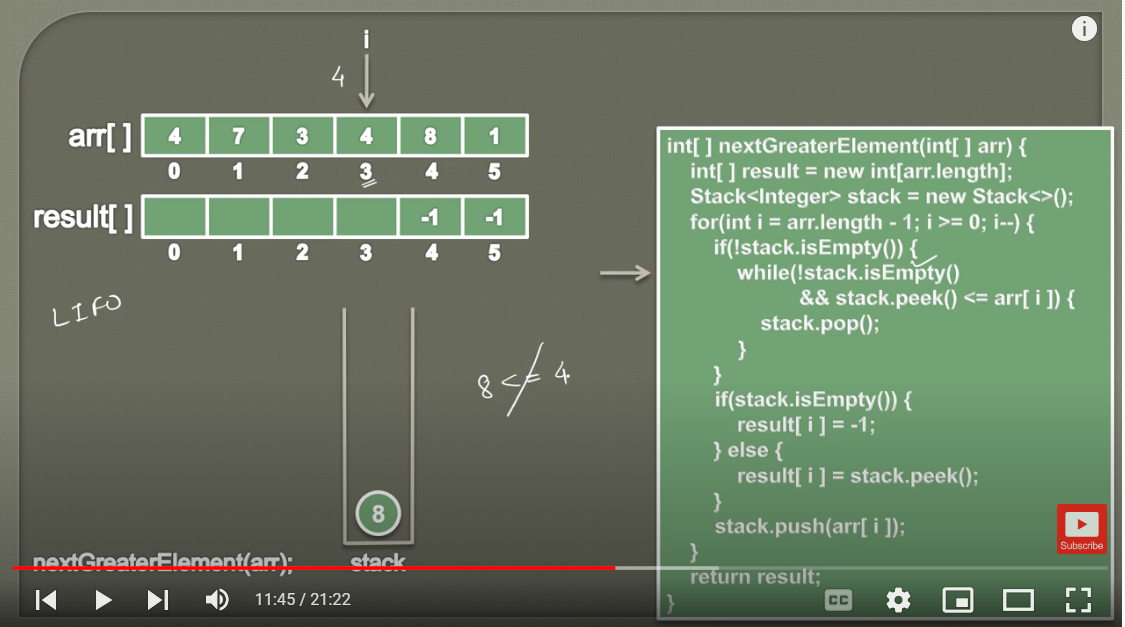 i
4
arr[ ] 4 7 3 4 8 1
0 1 2 3 4 5
result[ ] -1 -1
0 1 2 3 4 5
LIFO
8 <= 4
8
nextGreaterElement(arr); stack
int[ ] nextGreaterElement(int[ ] arr) {
int[ ] result = new int[arr.length];
Stack<Integer> stack = new Stack<>();
for(int i = arr.length - 1; i >= 0; i--) {
if(!stack.isEmpty()) {
while(!stack.isEmpty()
&& stack.peek() <= arr[ i ]) {
stack.pop();
}
}
if(stack.isEmpty()) {
result[ i ] = -1;
} else {
result[ i ] = stack.peek();
}
stack.push(arr[ i ]);
}
return result;
}
Subscribe
11:45 / 21:22
CC